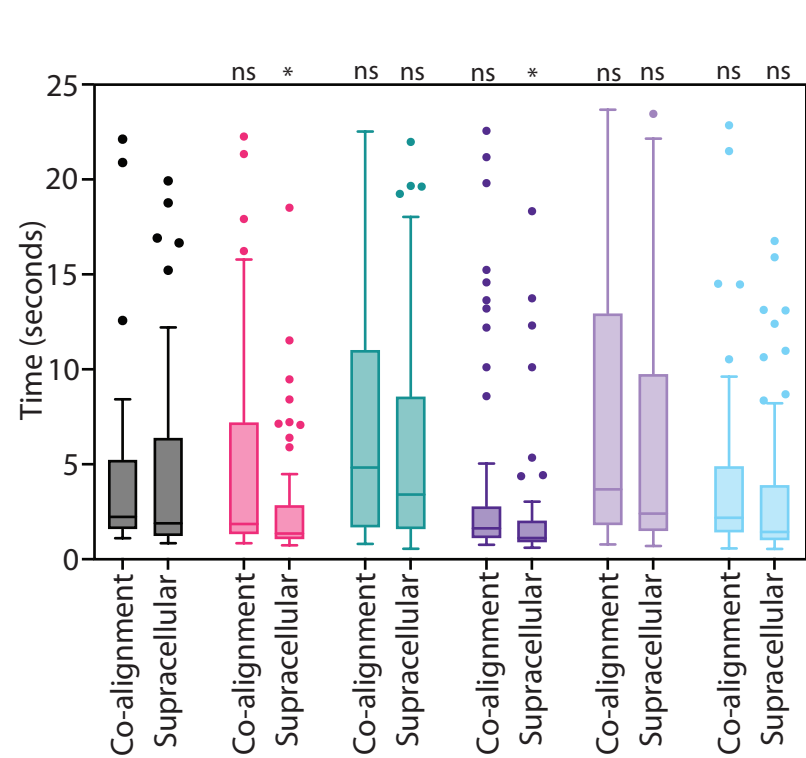 ns * ns ns ns * ns ns ns ns
25
20
15
10
5
0
Time (seconds)
Co-alignment
Supracellular
Co-alignment
Supracellular
Co-alignment
Supracellular
Co-alignment
Supracellular
Co-alignment
Supracellular
Co-alignment
Supracellular